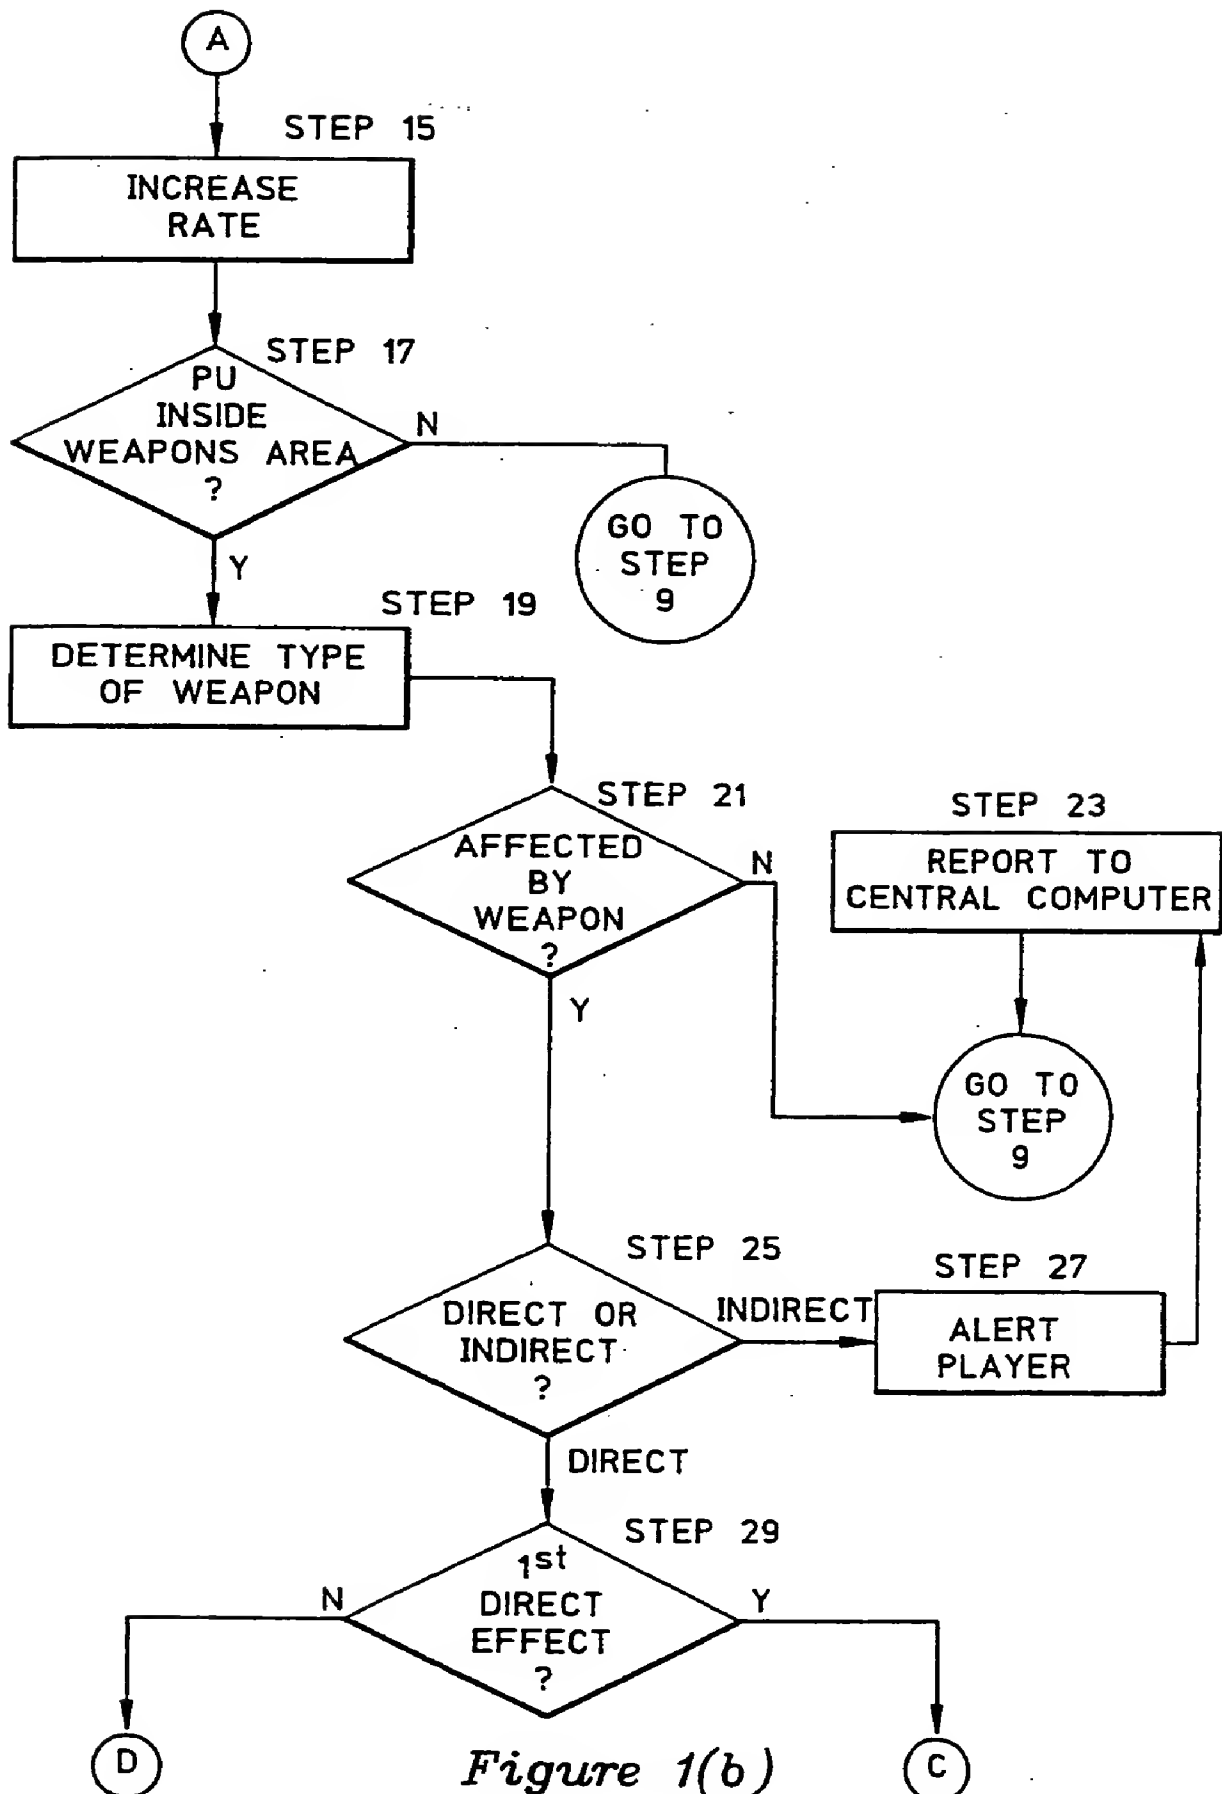 A
STEP 15
INCREASE
RATE
STEP 17
PU
INSIDE
WEAPONS AREA
?
N
GO TO
STEP
9
Y
STEP 19
DETERMINE TYPE
OF WEAPON
STEP 21
AFFECTED
BY
WEAPON
?
N
Y
STEP 23
REPORT TO
CENTRAL COMPUTER
GO TO
STEP
9
STEP 25
DIRECT OR
INDIRECT
?
INDIRECT
STEP 27
ALERT
PLAYER
DIRECT
STEP 29
1st
DIRECT
EFFECT
?
N
Y
D
C
Figure 1(b)